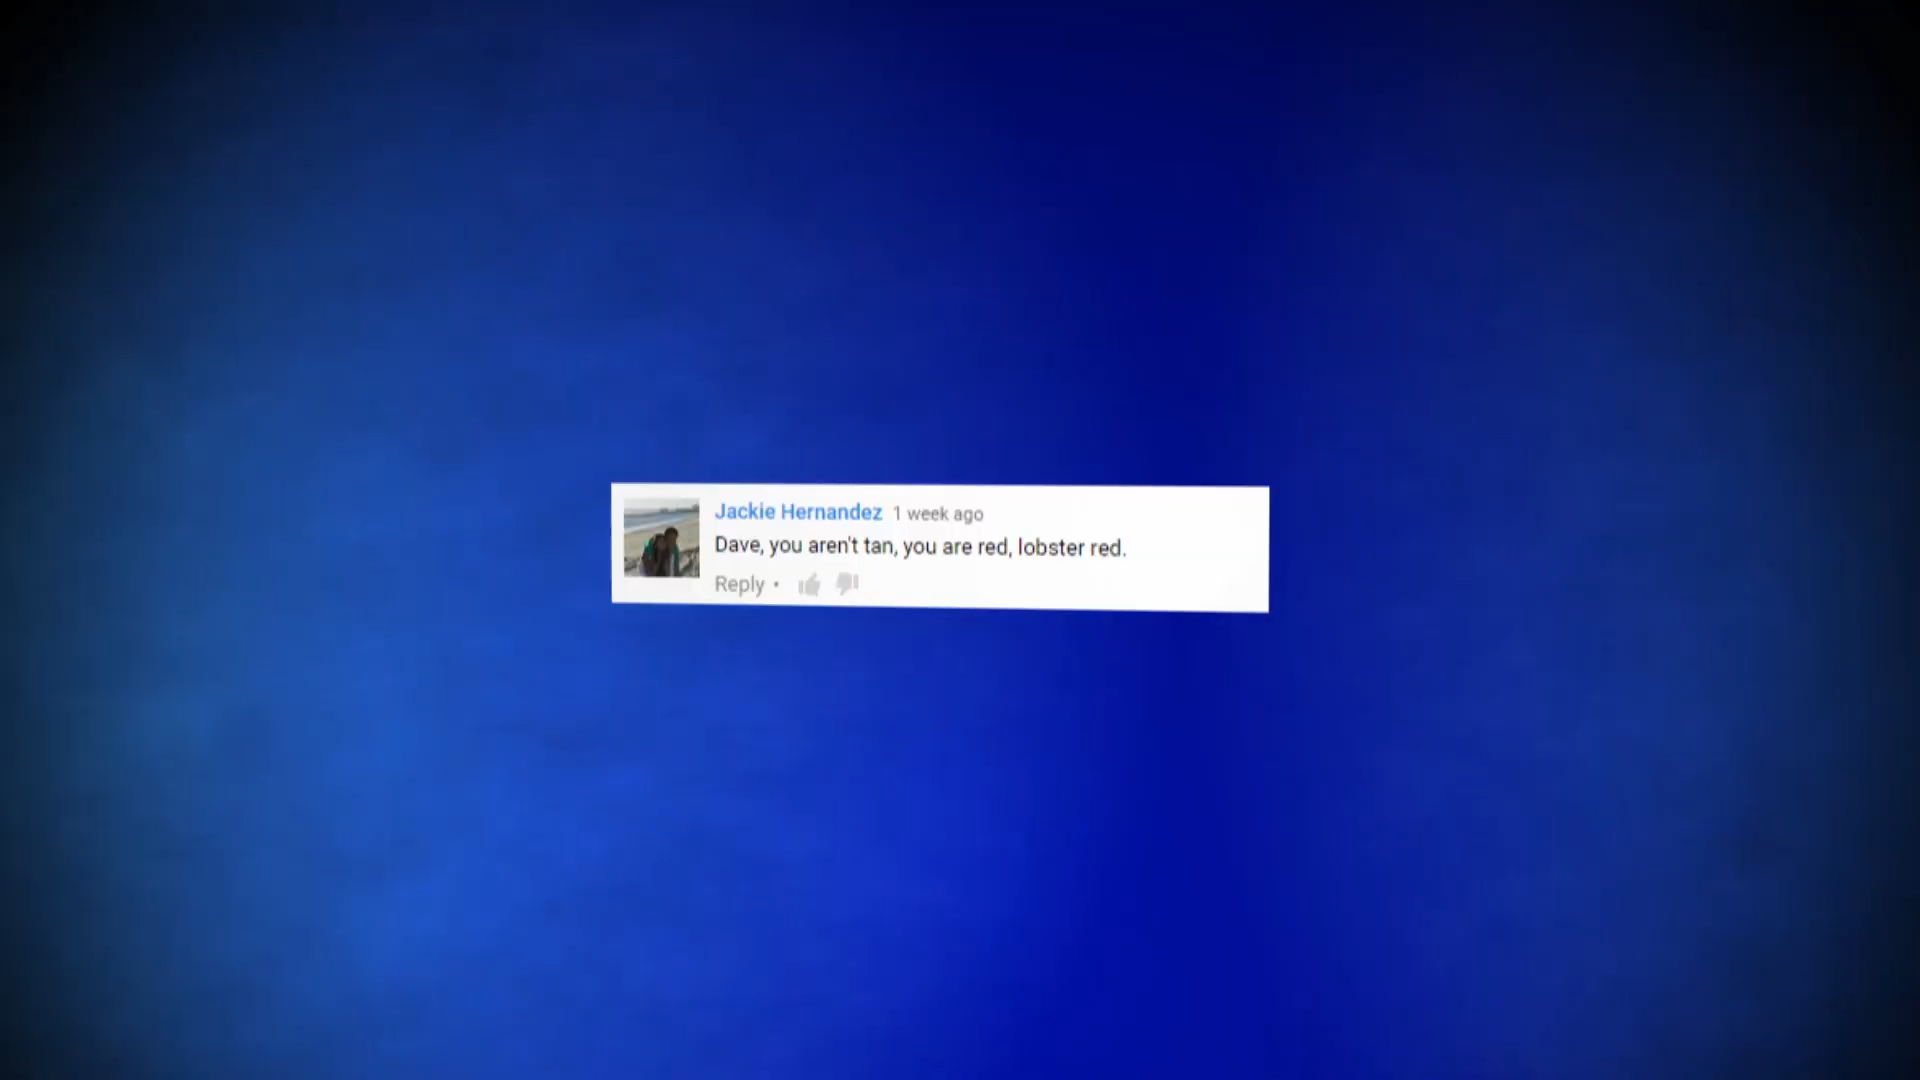 Jackie Hernandez 1 week ago
Dave, you aren't tan, you are red, lobster red.
Reply •